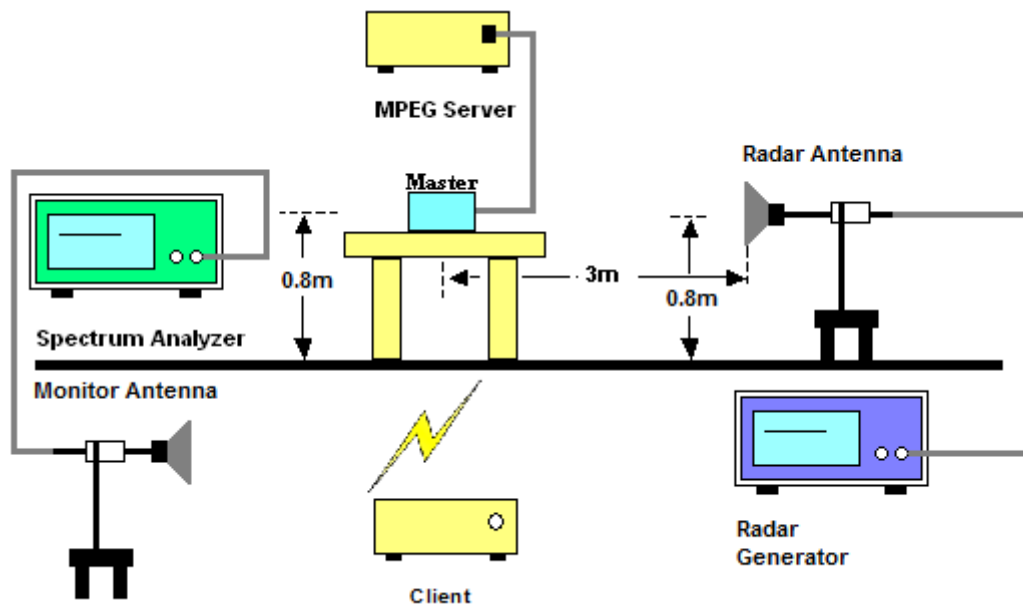 MPEG Server
Radar Antenna
Master
3m
0.8m
0.8m
Spectrum Analyzer
Monitor Antenna
Radar
Generator
Client